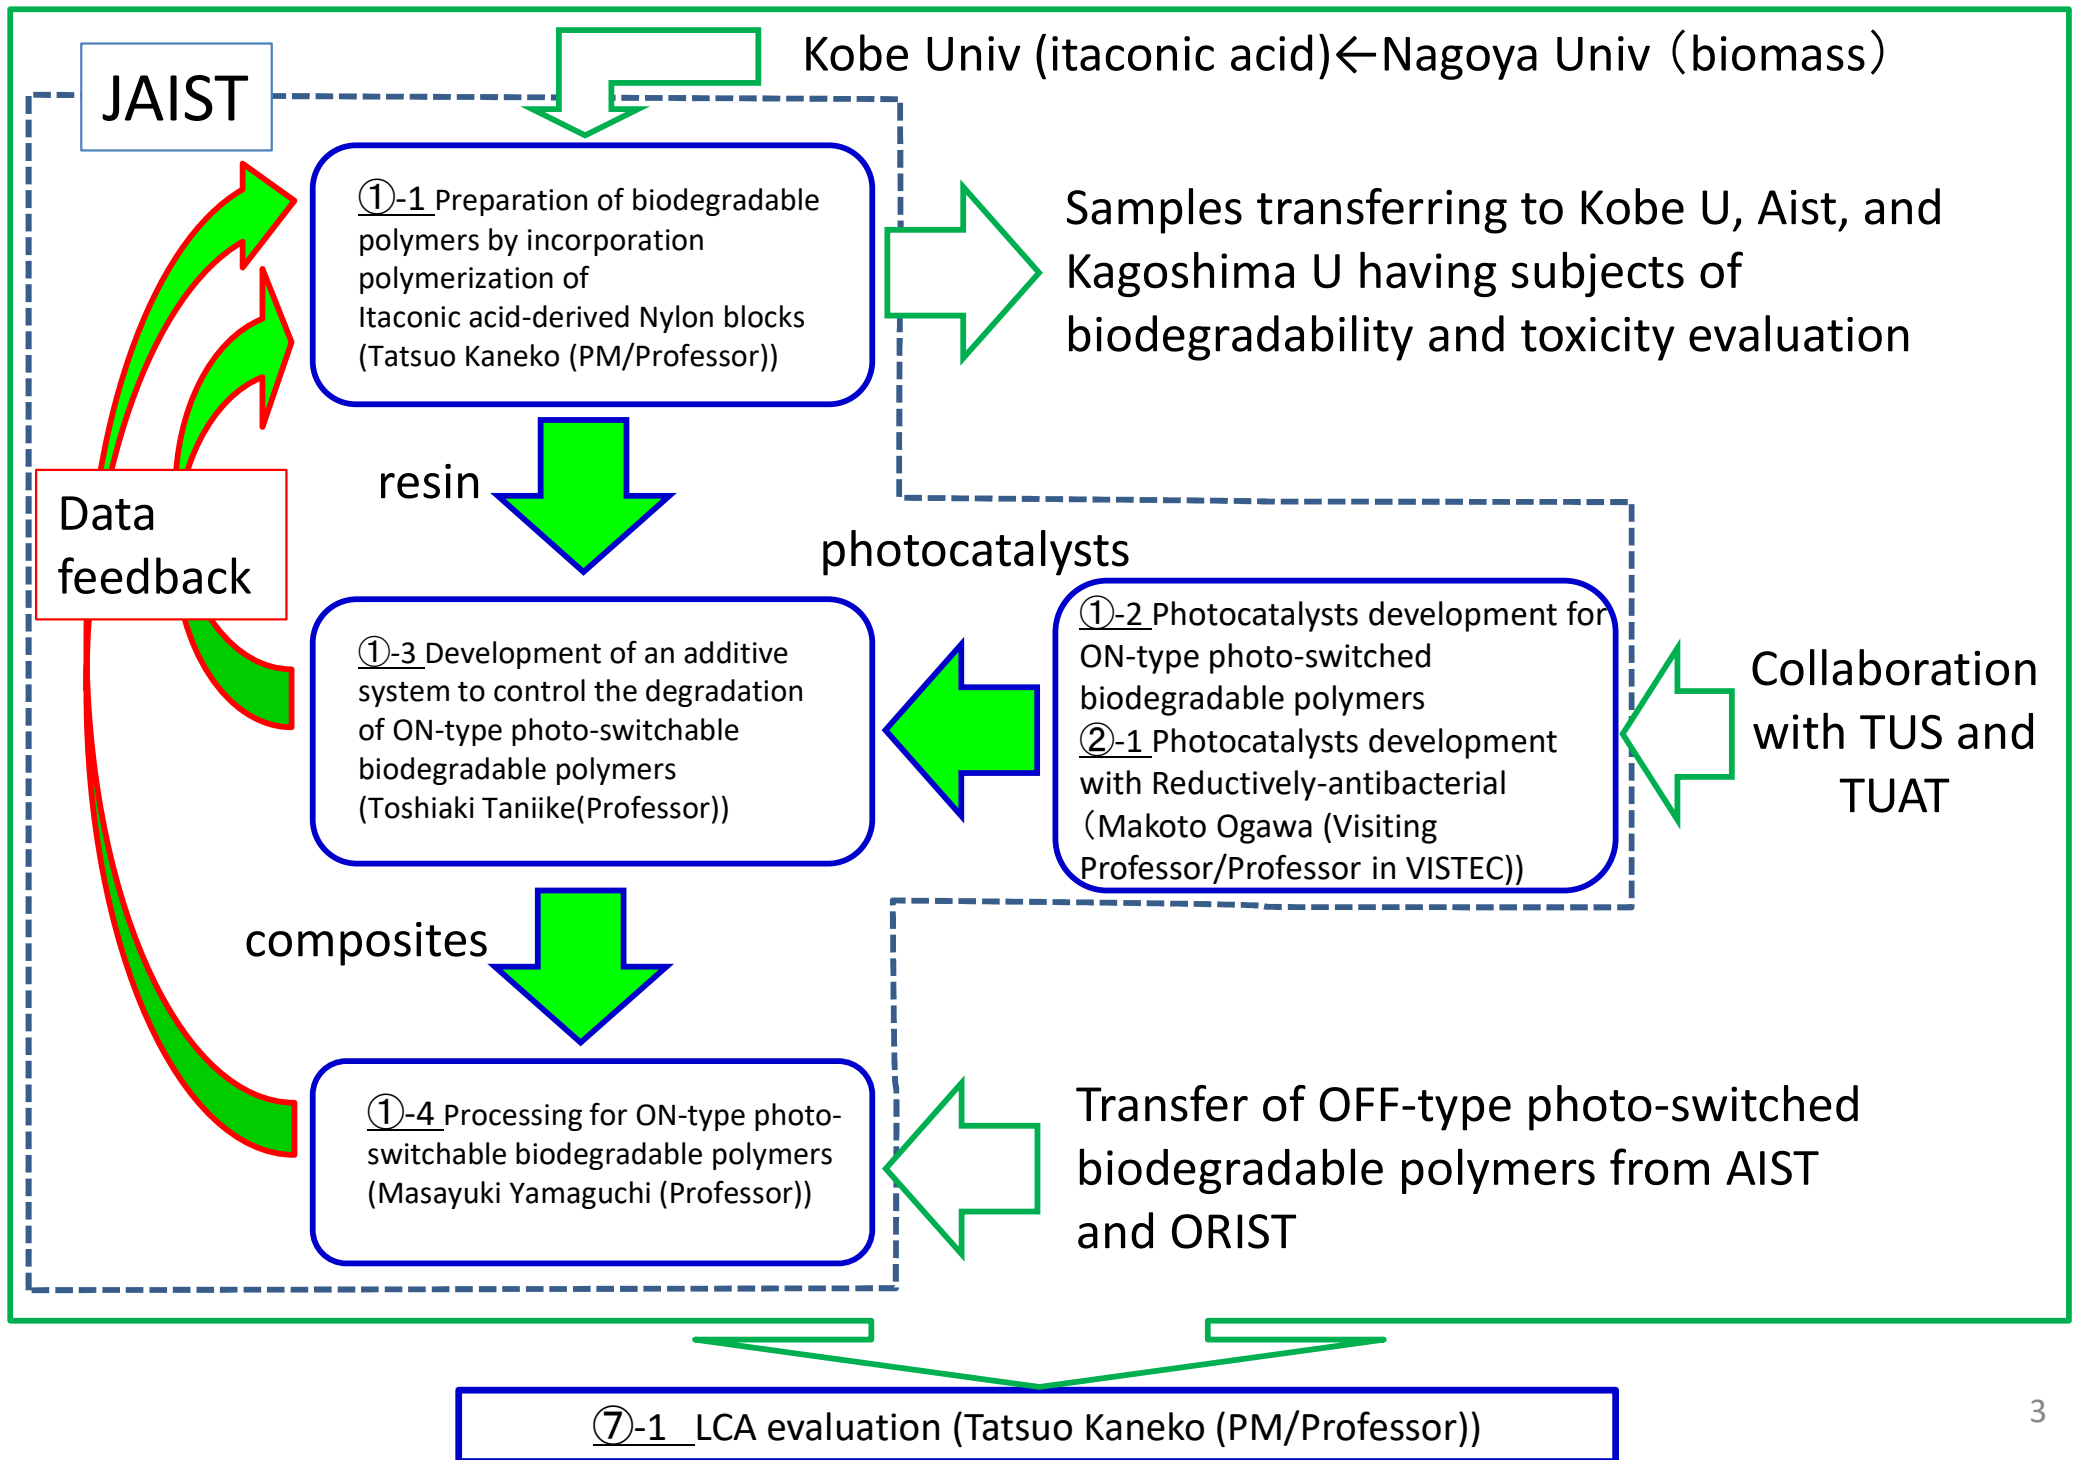 Kobe Univ (itaconic acid)←Nagoya Univ（biomass）
JAIST
①-1 Preparation of biodegradable
polymers by incorporation
polymerization of
Itaconic acid-derived Nylon blocks
(Tatsuo Kaneko (PM/Professor))
Samples transferring to Kobe U, Aist, and
Kagoshima U having subjects of
biodegradability and toxicity evaluation
resin
Data
feedback
photocatalysts
①-3 Development of an additive
system to control the degradation
of ON-type photo-switchable
biodegradable polymers
(Toshiaki Taniike(Professor))
①-2 Photocatalysts development for
ON-type photo-switched
biodegradable polymers
②-1 Photocatalysts development
with Reductively-antibacterial
（Makoto Ogawa (Visiting
Professor/Professor in VISTEC))
Collaboration
with TUS and
TUAT
composites
①-4 Processing for ON-type photo-
switchable biodegradable polymers
(Masayuki Yamaguchi (Professor))
Transfer of OFF-type photo-switched
biodegradable polymers from AIST
and ORIST
⑦-1 LCA evaluation (Tatsuo Kaneko (PM/Professor))
3